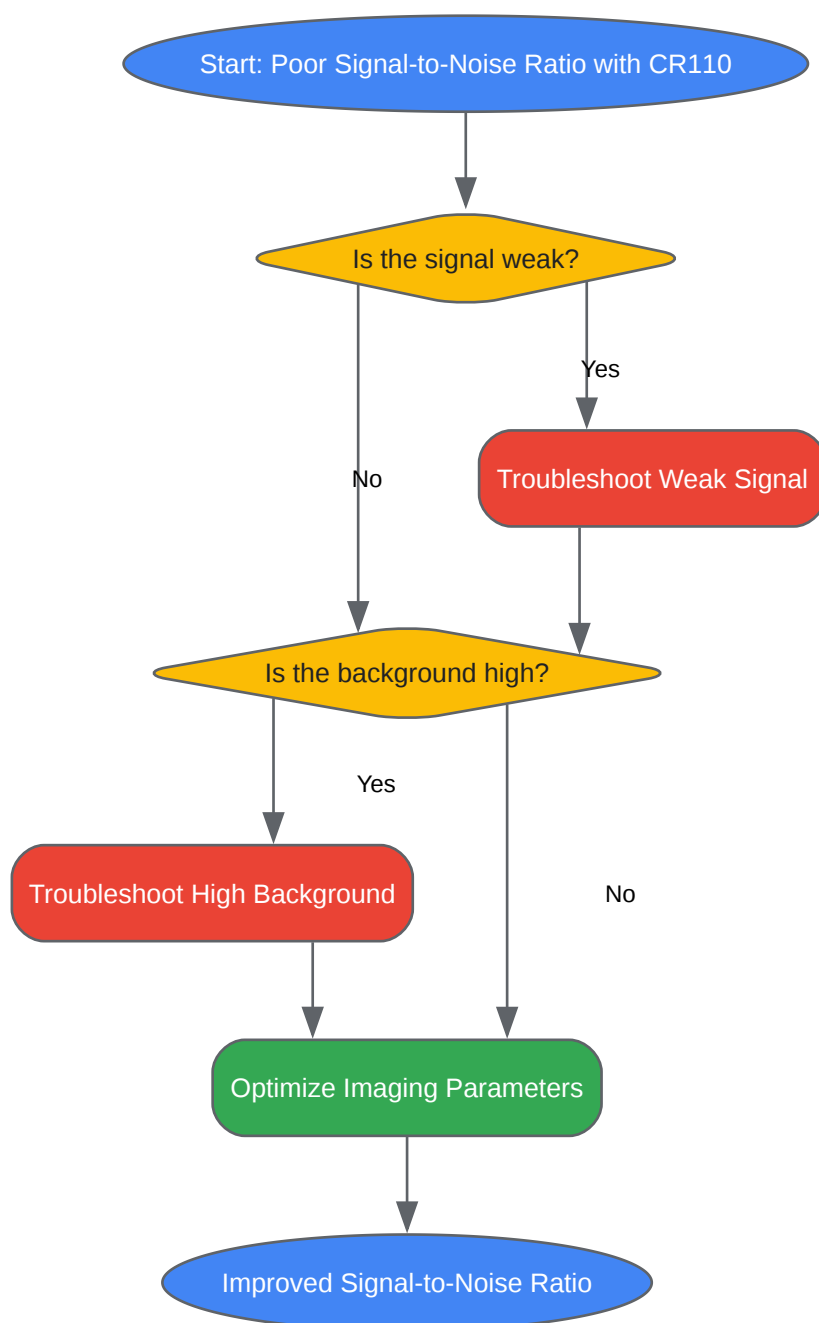 Start: Poor Signal-to-Noise Ratio with CR110
Is the signal weak?
Yes
Troubleshoot Weak Signal
No
Is the background high?
Yes
Troubleshoot High Background
No
Optimize Imaging Parameters
Improved Signal-to-Noise Ratio